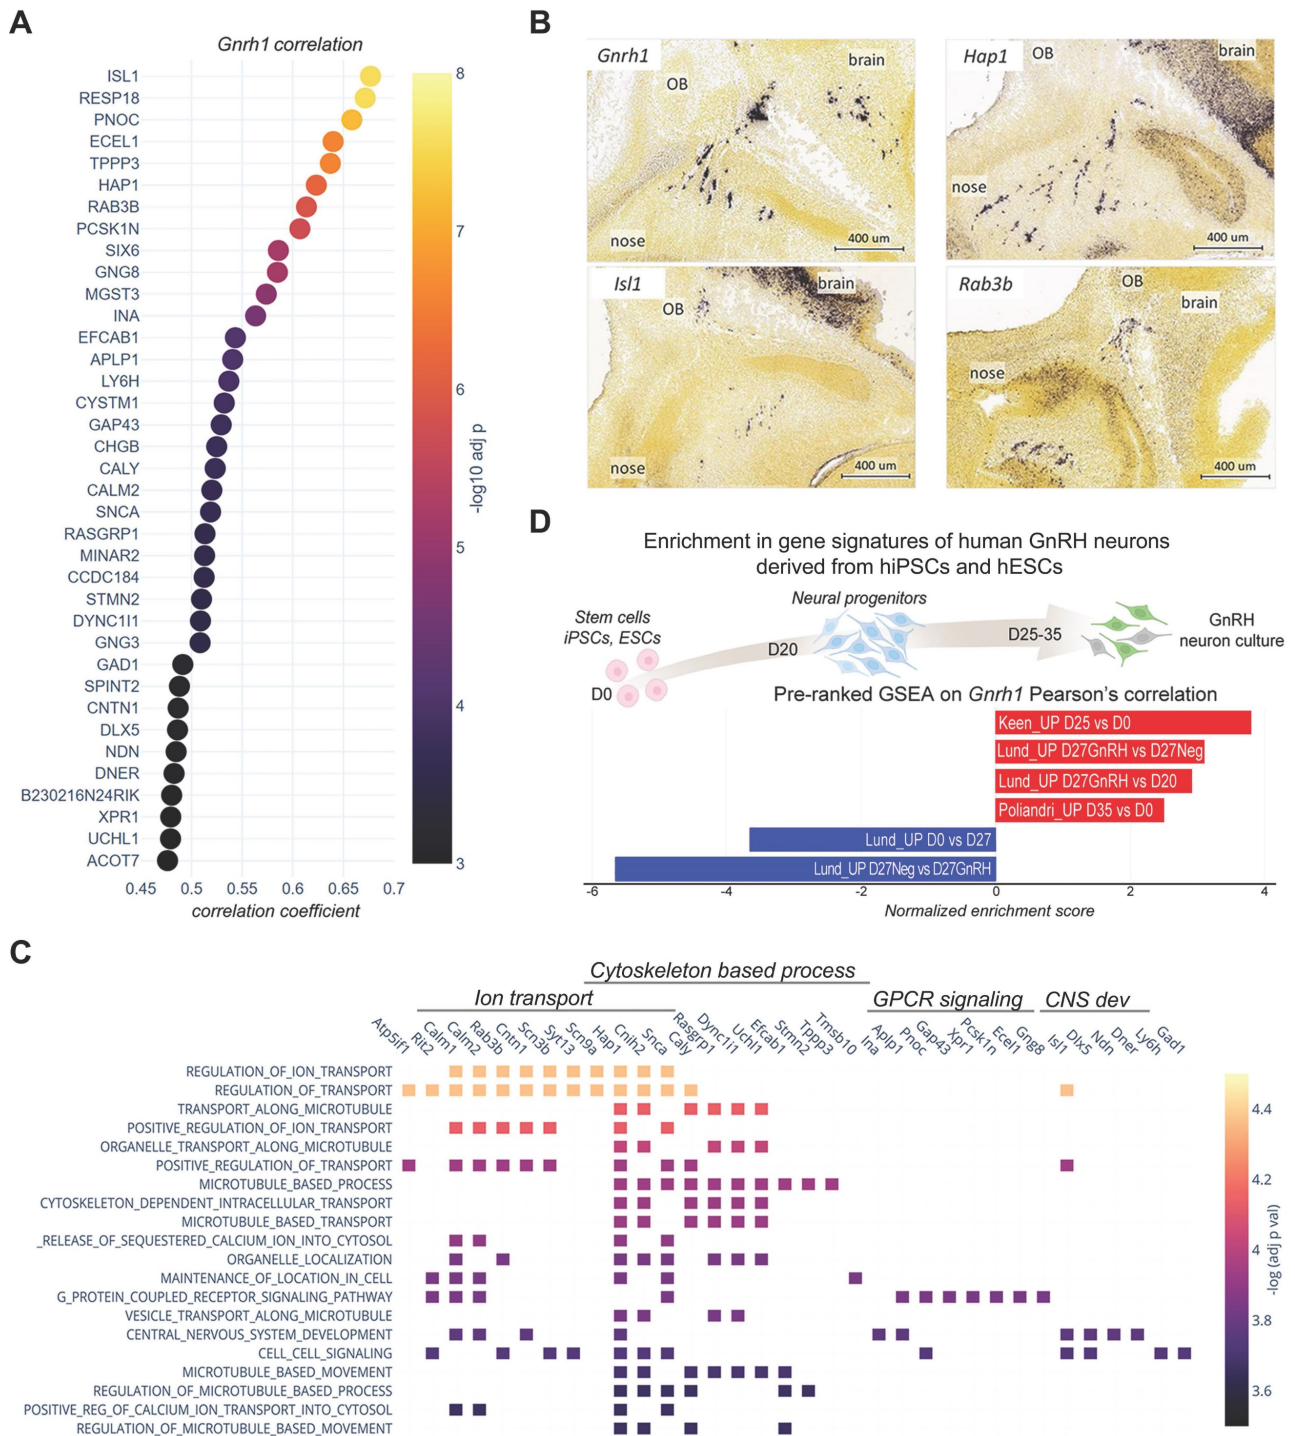 A
Gnrh1 correlation
ISL1
RESP18
PNOC
ECEL1
TPPP3
HAP1
RAB3B
PCSK1N
SIX6
GNG8
MGST3
INA
EFCAB1
APLP1
LY6H
CYSTM1
GAP43
CHGB
CALY
CALM2
SNCA
RASGRP1
MINAR2
CCDC184
STMN2
DYNC1I1
GNG3
GAD1
SPINT2
CNTN1
DLX5
NDN
DNER
B230216N24RIK
XPR1
UCHL1
ACOT7
0.45 0.5 0.55 0.6 0.65 0.7
correlation coefficient
8
7
6
5
4
3
-log10 adj p
B
Gnrh1
OB
brain
nose
400 um
Hap1
OB
brain
nose
400 um
Isl1
OB
brain
nose
400 um
Rab3b
OB
brain
nose
400 um
D
Enrichment in gene signatures of human GnRH neurons
derived from hiPSCs and hESCs
Stem cells
iPSCs, ESCs
Neural progitors
D0
D20
D25-35
GnRH
neuron culture
Pre-ranked GSEA on Gnrh1 Pearson's correlation
Keen_UP D25 vs D0
Lund_UP D27GnRH vs D27Neg
Lund_UP D27GnRH vs D20
Poliandri_UP D35 vs D0
Lund_UP D0 vs D27
Lund_UP D27Neg vs D27GnRH
-6 -4 -2 0 2 4
Normalized enrichment score
C
Cytoskeleton based process
Ion transport
GPCR signaling
CNS dev
Atp5if1 Rit2 Calm1 Calm2 Rab3b Cntn1 Scn3b Syt13 Scn9a Hap1 Cnih2 Snca Caly Rasgrp1 Dync1i1 Uchl1 Efcab1 Stmn2 Tppp3 Tmsb10 Ina Aplp1 Pnoc Gap43 Xpr1 Pcsk1n Ecel1 Gng8 Isl1 Dlx5 Ndn Dner Ly6h Gad1
REGULATION_OF_ION_TRANSPORT
REGULATION_OF_TRANSPORT
TRANSPORT_ALONG_MICROTUBULE
POSITIVE_REGULATION_OF_ION_TRANSPORT
ORGANELLE_TRANSPORT_ALONG_MICROTUBULE
POSITIVE_REGULATION_OF_TRANSPORT
MICROTUBULE_BASED_PROCESS
CYTOSKELETON_DEPENDENT_INTRACELLULAR_TRANSPORT
MICROTUBULE_BASED_TRANSPORT
_RELEASE_OF_SEQUESTERED_CALCIUM_ION_INTO_CYTOSOL
ORGANELLE_LOCALIZATION
MAINTENANCE_OF_LOCATION_IN_CELL
G_PROTEIN_COUPLED_RECEPTOR_SIGNALING_PATHWAY
VESICLE_TRANSPORT_ALONG_MICROTUBULE
CENTRAL_NERVOUS_SYSTEM_DEVELOPMENT
CELL_CELL_SIGNALING
MICROTUBULE_BASED_MOVEMENT
REGULATION_OF_MICROTUBULE_BASED_PROCESS
POSITIVE_REG_OF_CALCIUM_ION_TRANSPORT_INTO_CYTOSOL
REGULATION_OF_MICROTUBULE_BASED_MOVEMENT
4.4
4.2
4
3.8
3.6
-log (adj p val)